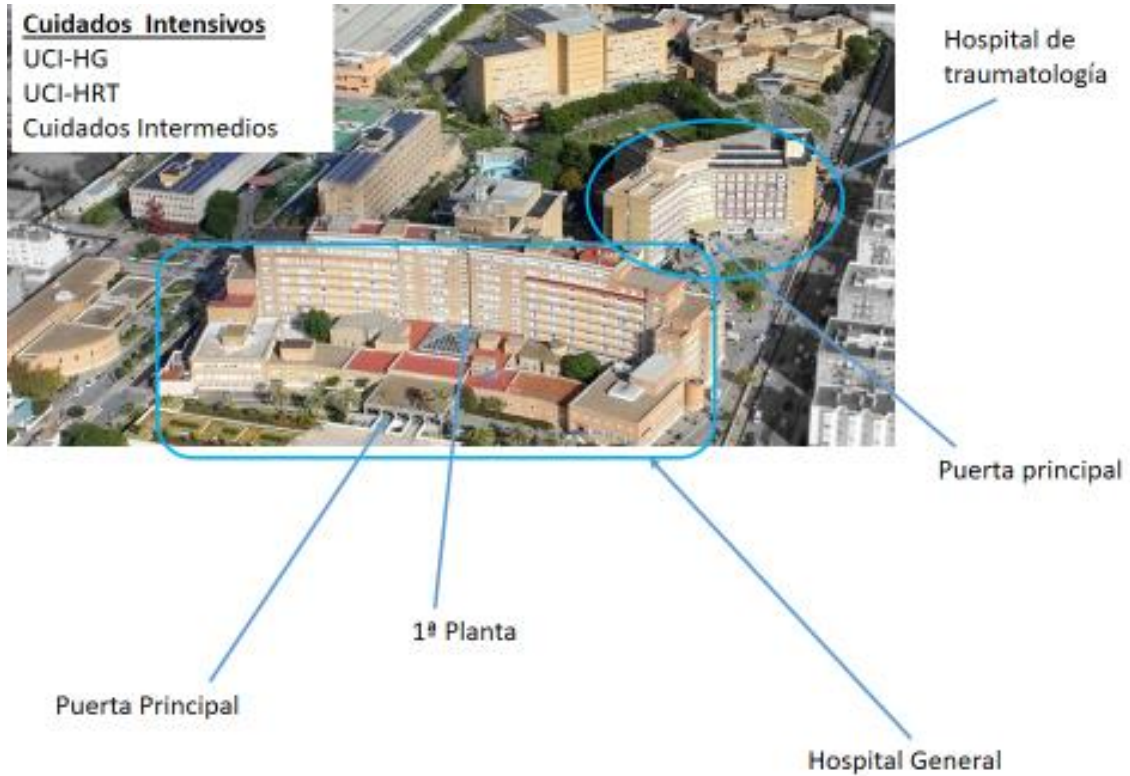 Cuidados Intensivos
UCI-HG
UCI-HRT
Cuidados Intermedios
Hospital de
traumatología
Puerta principal
1ª Planta
Puerta Principal
Hospital General